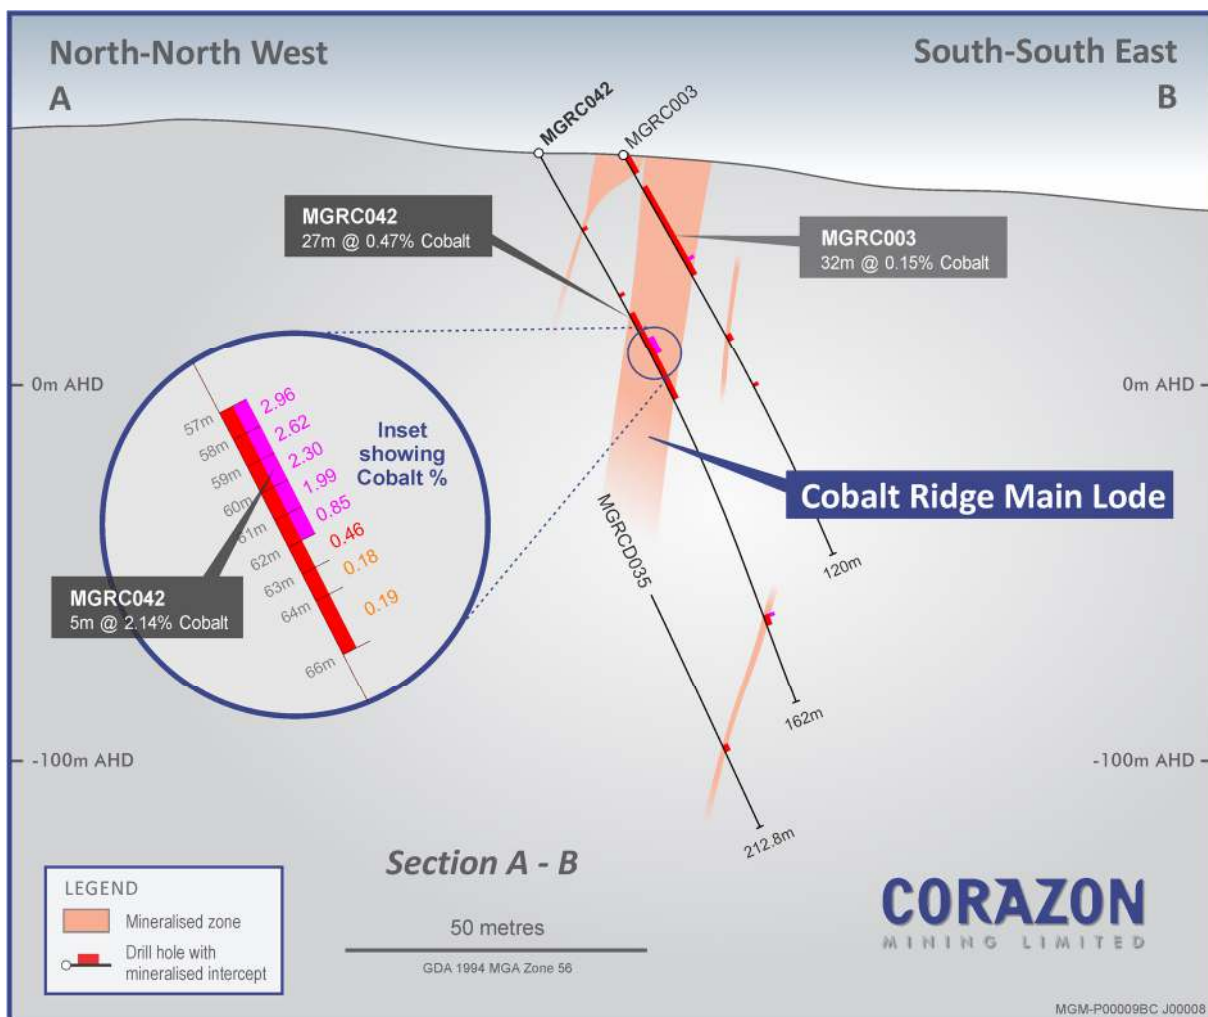 North-North West
South-South East
A
B
MGRC042
MGRC003
MGRC042
27m @ 0.47% Cobalt
MGRC003
32m @ 0.15% Cobalt
0m AHD
0m AHD
57m
58m
59m
60m
61m
62m
63m
64m
66m
2.96
2.62
2.30
1.99
0.85
0.46
0.18
0.19
Inset
showing
Cobalt %
Cobalt Ridge Main Lode
MGRC042
5m @ 2.14% Cobalt
MGRCD035
120m
162m
212.8m
-100m AHD
-100m AHD
Section A - B
50 metres
GDA 1994 MGA Zone 56
LEGEND
Mineralised zone
Drill hole with
mineralised intercept
CORAZON
MINING LIMITED
MGM-P00009BC J00008